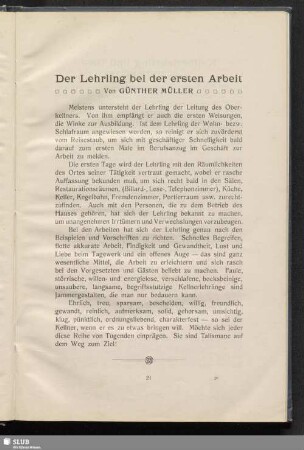 Der Lehrling bei der ersten Arbeit
Von GÜNTHER MÜLLER
Meistens untersteht der Lehrling der Leitung des Ober-
kellners. Von ihm empfängt er auch die ersten Weisungen,
die Winke zur Ausbildung. Ist dem Lehrling der Wohn- bezw.
Schlafraum angewiesen worden, so reinigt er sich zuvörderst
vom Reisestaub, um sich mit geschäftiger Schnelligkeit bald
darauf zum ersten Male im Berufsanzug im Geschäft zur
Arbeit zu melden.
Die ersten Tage wird der Lehrling mit den Räumlichkeiten
des Ortes seiner Tätigkeit vertraut gemacht, wobei er rasche
Auffassung bekunden muß, um sich recht bald in den Sälen,
Restaurationsräumen, (Billard-, Lese-, Telephonzimmer), Küche,
Keller, Kegelbahn, Fremdenzimmer, Portierraum usw. zurecht-
zufinden. Auch mit den Personen, die zu dem Betrieb des
Hauses gehören, hat sich der Lehrling bekannt zu machen,
um unangenehmen Irrtümern und Verwechslungen vorzubeugen.
Bei den Arbeiten hat sich der Lehrling genau nach den
Beispielen und Vorschriften zu richten. Schnelles Begreifen,
flotte akkurate Arbeit, Findigkeit und Gewandtheit, Lust und
Liebe beim Tagewerk und ein offenes Auge — das sind ganz
wesentliche Mittel, die Arbeit zu erleichtern und sich rasch
bei den Vorgesetzten und Gästen beliebt zu machen. Faule,
störrische, willen- und energielose, verschlafene, bockbeinige,
unsaubere, langsame, begriffsstutzige Kellnerlehrlinge sind
Jammergestalten, die man nur bedauern kann.
Ehrlich, treu, sparsam, bescheiden, willig, freundlich,
gewandt, reinlich, aufmerksam, solid, gehorsam, umsichtig,
klug, pünktlich, ordnungsliebend, charakterfest — so sei der
Kellner, wenn er es zu etwas bringen will. Möchte sich jeder
diese Reihe von Tugenden einprägen. Sie sind Talismane auf
dem Weg zum Ziel!
SLUB